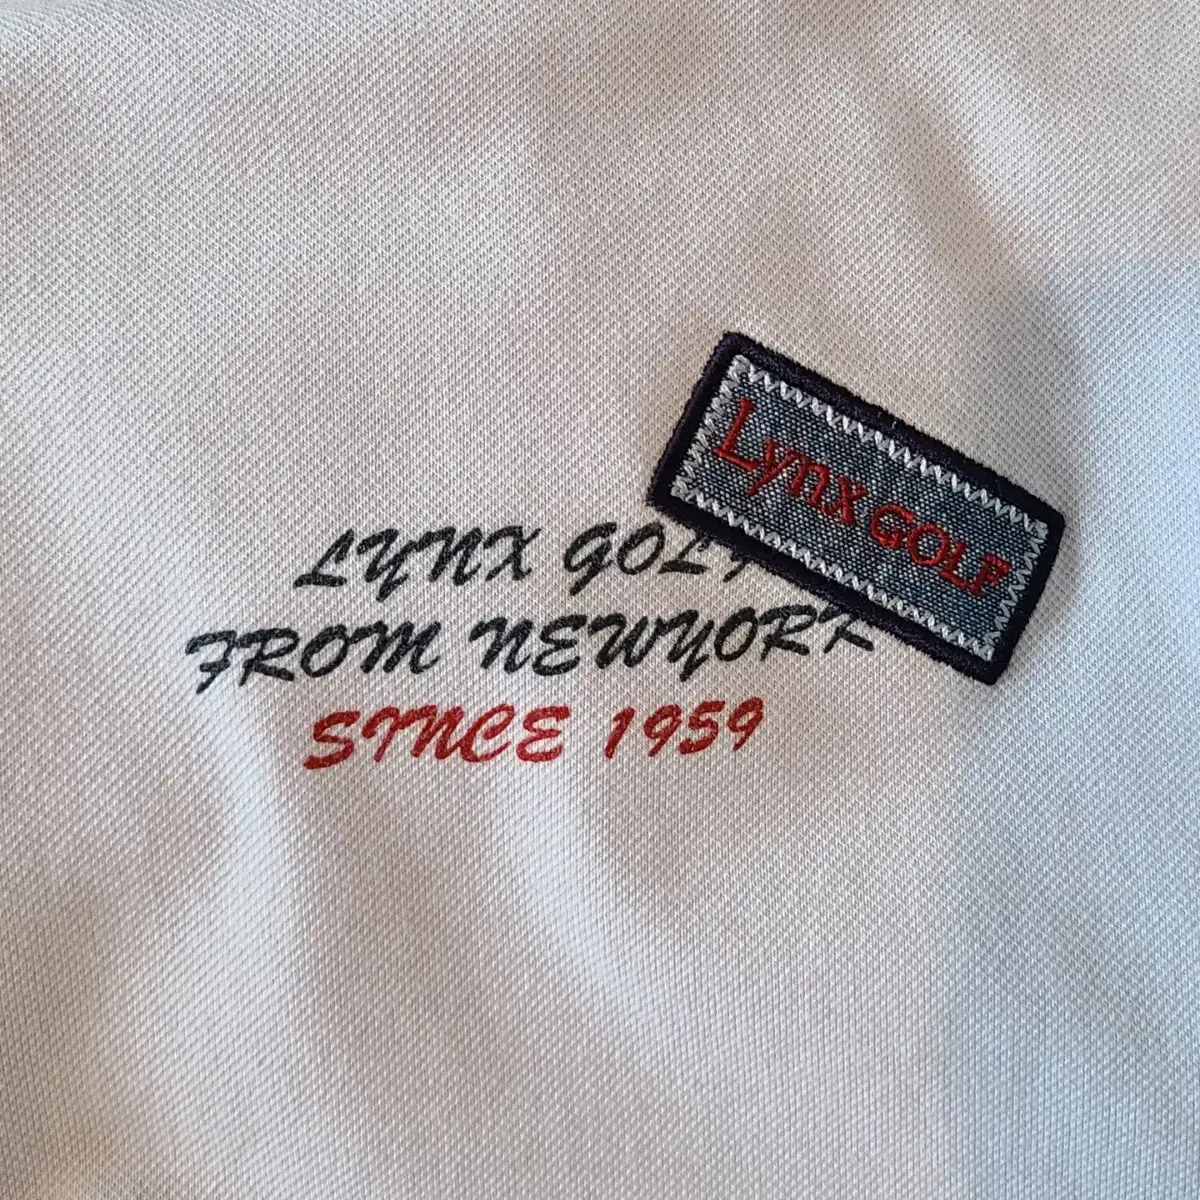 Lynx GOLF
LYNX GOLF
FROM NEWYORK
SINCE 1959